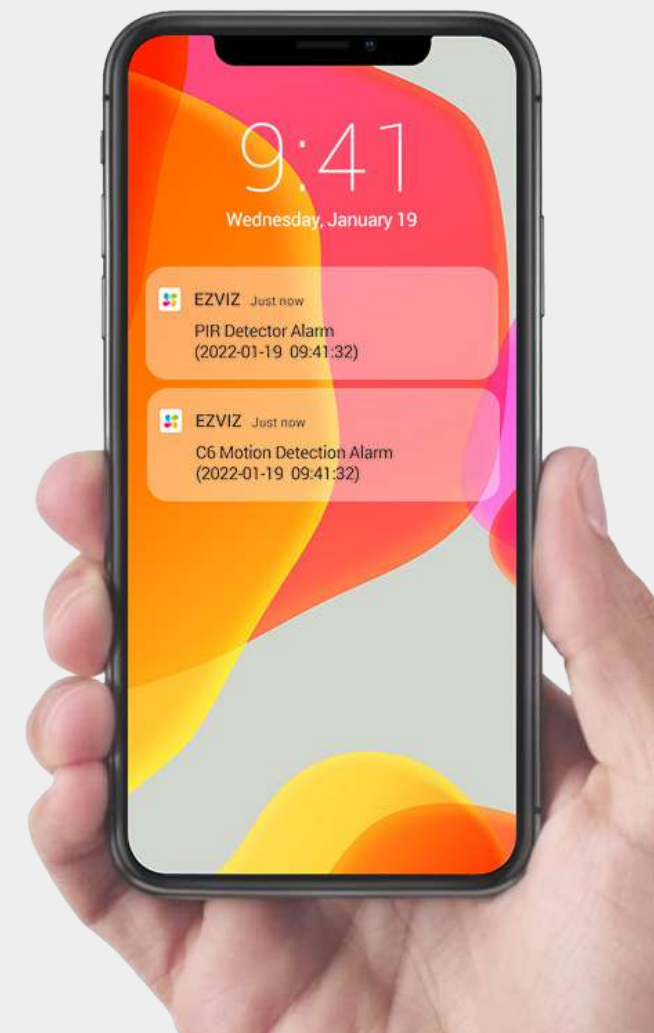 9:41
Wednesday, January 19
EZVIZ Just now
PIR Detector Alarm
(2022-01-19 09:41:32)
EZVIZ Just now
C6 Motion Detection Alarm
(2022-01-19 09:41:32)